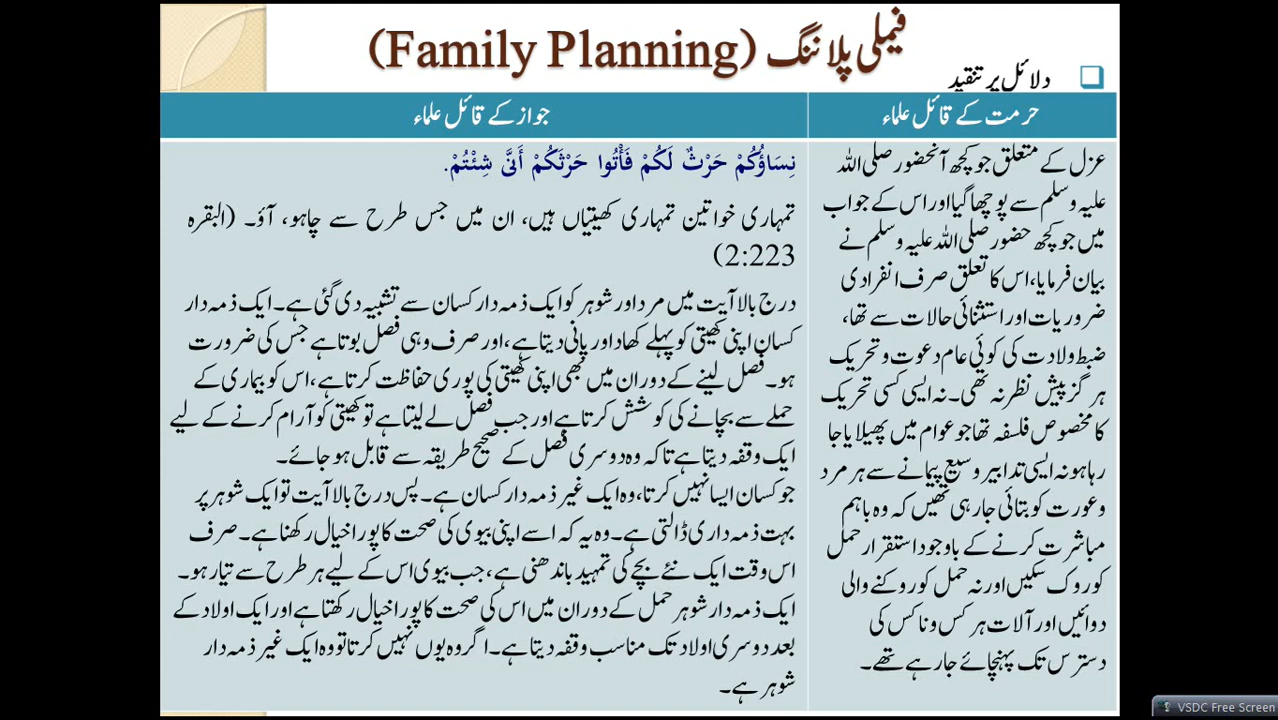 فیملی پلاننگ (Family Planning)
دلائل پر تنقید
حرمت کے قائل علماء
عزل کے متعلق جو کچھ آنحضور صلی اللہ
علیہ وسلم سے پوچھا گیا اور اس کے جواب
میں جو کچھ حضور صلی اللہ علیہ وسلم نے
بیان فرمایا، اس کا تعلق صرف انفرادی
ضروریات اور استثنائی حالات سے تھا،
ضبط ولادت کی کوئی عام دعوت و تحریک
ہرگز پیش نظر نہ تھی۔ نہ ایسی کسی تحریک
کا مخصوص فلسفہ تھا جو عوام میں پھیلایا جا
رہا ہو نہ ایسی تدابیر وسیع پیمانے سے ہر مرد
و عورت کو بتائی جا رہی تھیں کہ وہ باہم
مباشرت کرنے کے باوجود استقرار حمل
کو روک سکیں اور نہ حمل کو روکنے والی
دوائیں اور آلات ہر کس و ناکس کی
دسترس تک پہنچائے جا رہے تھے۔
جواز کے قائل علماء
نِسَاؤُكُمْ حَرْثٌ لَكُمْ فَأْتُوا حَرْثَكُمْ أَنَّى شِئْتُمْ.
تمہاری خواتین تمہاری کھیتیاں ہیں، ان میں جس طرح سے چاہو، آؤ۔ (البقرہ
2:223)
درج بالا آیت میں مرد اور شوہر کو ایک ذمہ دار کسان سے تشبیہ دی گئی ہے۔ ایک ذمہ دار
کسان اپنی کھیتی کو پہلے کھاد اور پانی دیتا ہے، اور صرف وہی فصل بوتا ہے جس کی ضرورت
ہو۔ فصل لینے کے دوران میں بھی اپنی کھیتی کی پوری حفاظت کرتا ہے، اس کو بیماری کے
حملے سے بچانے کی کوشش کرتا ہے اور جب فصل لے لیتا ہے تو کھیتی کو آرام کرنے کے لیے
ایک وقفہ دیتا ہے تاکہ وہ دوسری فصل کے صحیح طریقہ سے قابل ہو جائے۔
جو کسان ایسا نہیں کرتا، وہ ایک غیر ذمہ دار کسان ہے۔ پس درج بالا آیت تو ایک شوہر پر
بہت ذمہ داری ڈالتی ہے۔ وہ یہ کہ اسے اپنی بیوی کی صحت کا پورا خیال رکھنا ہے۔ صرف
اس وقت ایک نئے بچے کی تمہید باندھنی ہے، جب بیوی اس کے لیے ہر طرح سے تیار ہو۔
ایک ذمہ دار شوہر حمل کے دوران میں اس کی صحت کا پورا خیال رکھتا ہے اور ایک اولاد کے
بعد دوسری اولاد تک مناسب وقفہ دیتا ہے۔ اگر وہ یوں نہیں کرتا تو وہ ایک غیر ذمہ دار
شوہر ہے۔
VSDC Free Screen